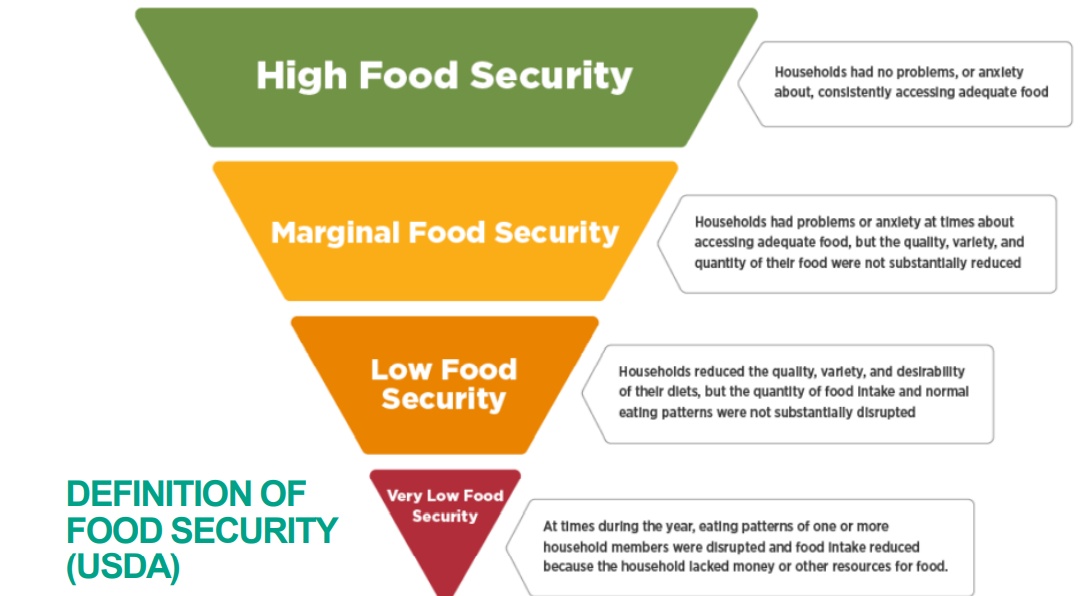 High Food Security
Households had no problems, or anxiety
about, consistently accessing adequate food
Marginal Food Security
Households had problems or anxiety at times about
accessing adequate food, but the quality, variety, and
quantity of their food were not substantially reduced
Low Food
Security
Households reduced the quality, variety, and desirability
of their diets, but the quantity of food intake and normal
eating patterns were not substantially disrupted
Very Low Food
Security
At times during the year, eating patterns of one or more
household members were disrupted and food intake reduced
because the household lacked money or other resources for food.
DEFINITION OF
FOOD SECURITY
(USDA)